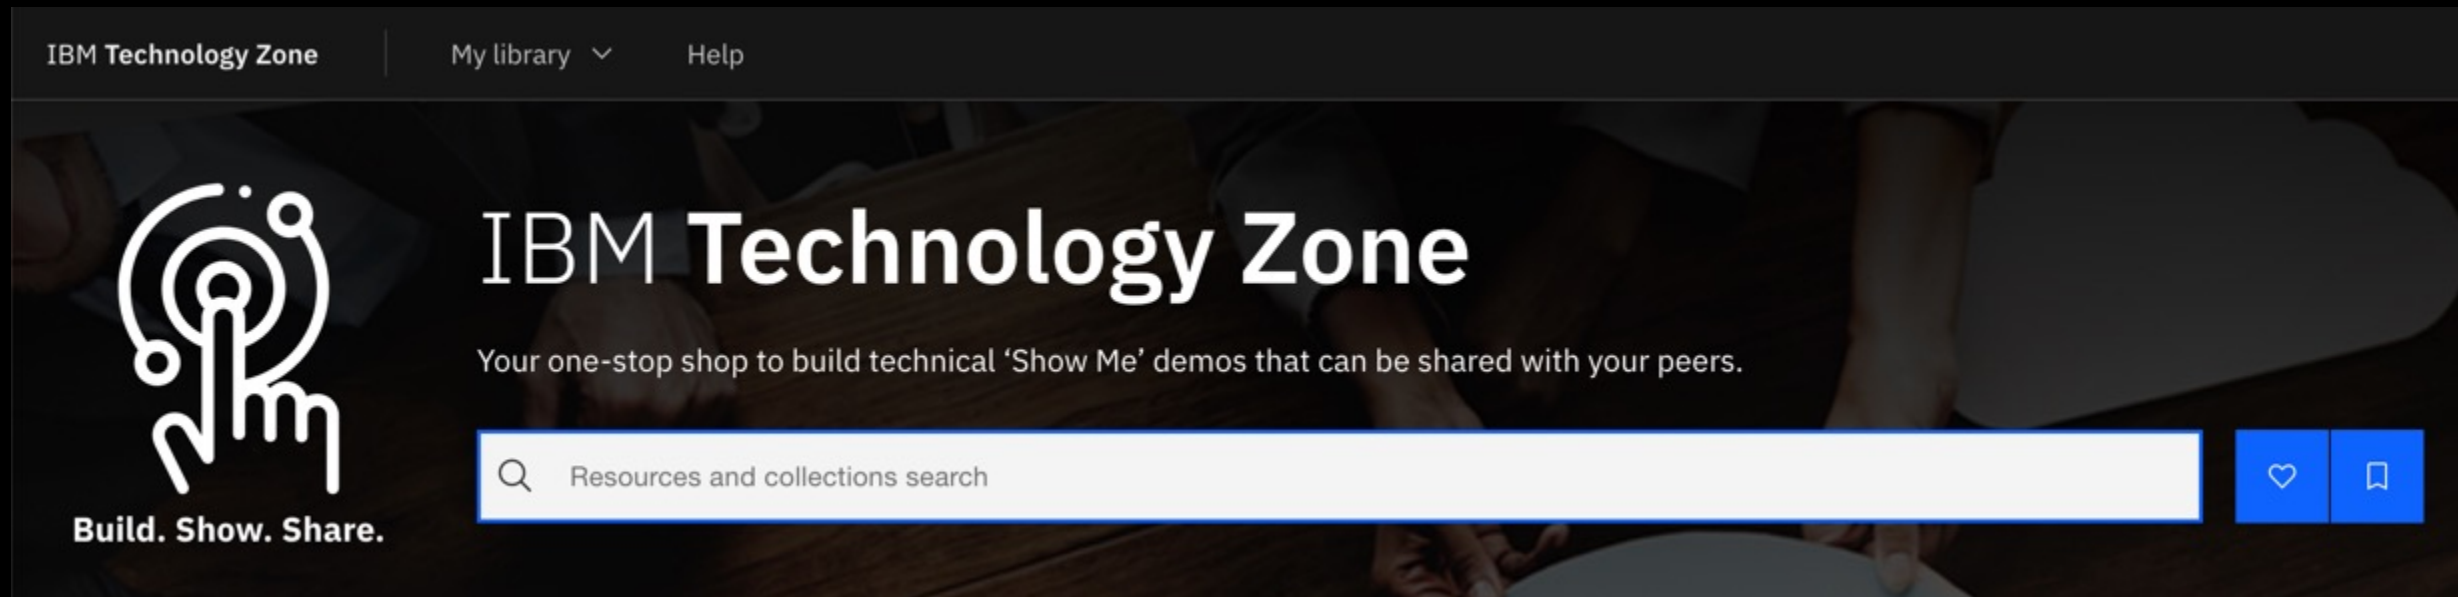 IBM Technology Zone
My library
Help
IBM Technology Zone
Your one-stop shop to build technical ‘Show Me’ demos that can be shared with your peers.
Resources and collections search
Build. Show. Share.